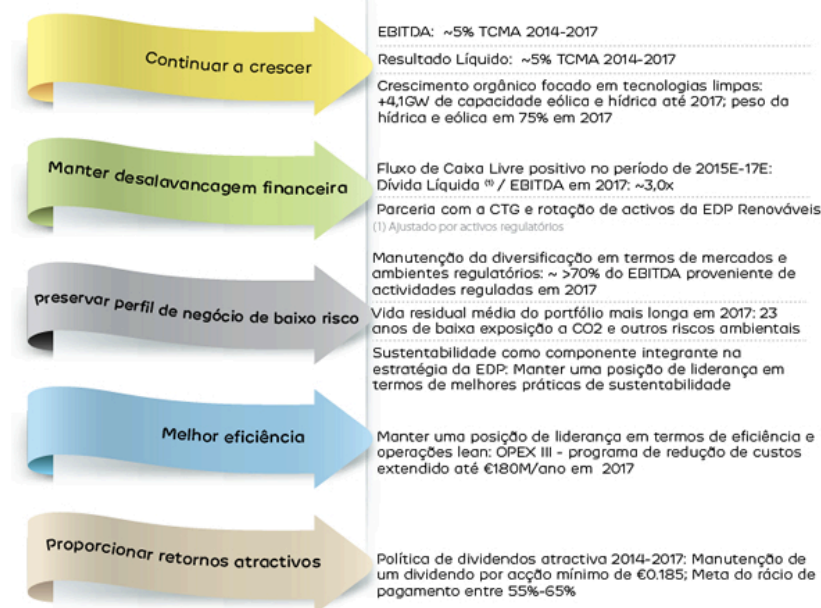 Continuar a crescer
EBITDA: ~5% TCMA 2014-2017
Resultado Líquido: ~5% TCMA 2014-2017
Crescimento orgânico focado em tecnologias limpas:
+4,1GW de capacidade eólica e hídrica até 2017; peso da
hídrica e eólica em 75% em 2017
Manter desalavancagem financeira
Fluxo de Caixa Livre positivo no período de 2015E-17E:
Dívida Líquida (1) / EBITDA em 2017: ~3,0x
Parceria com a CTG e rotação de activos da EDP Renováveis
(1) Ajustado por activos regulatórios
Preservar perfil de negócio de baixo risco
Manutenção da diversificação em termos de mercados e
ambientes regulatórios: ~ >70% do EBITDA proveniente de
actividades reguladas em 2017
Vida residual média do portfólio mais longa em 2017: 23
anos de baixa exposição a CO2 e outros riscos ambientais
Sustentabilidade como componente integrante na
estratégia da EDP: Manter uma posição de liderança em
termos de melhores práticas de sustentabilidade
Melhor eficiência
Manter uma posição de liderança em termos de eficiência e
operações lean: OPEX III - programa de redução de custos
extendido até €180M/ano em 2017
Proporcionar retornos atractivos
Política de dividendos atractiva 2014-2017: Manutenção de
um dividendo por acção mínimo de €0.185; Meta do rácio de
pagamento entre 55%-65%